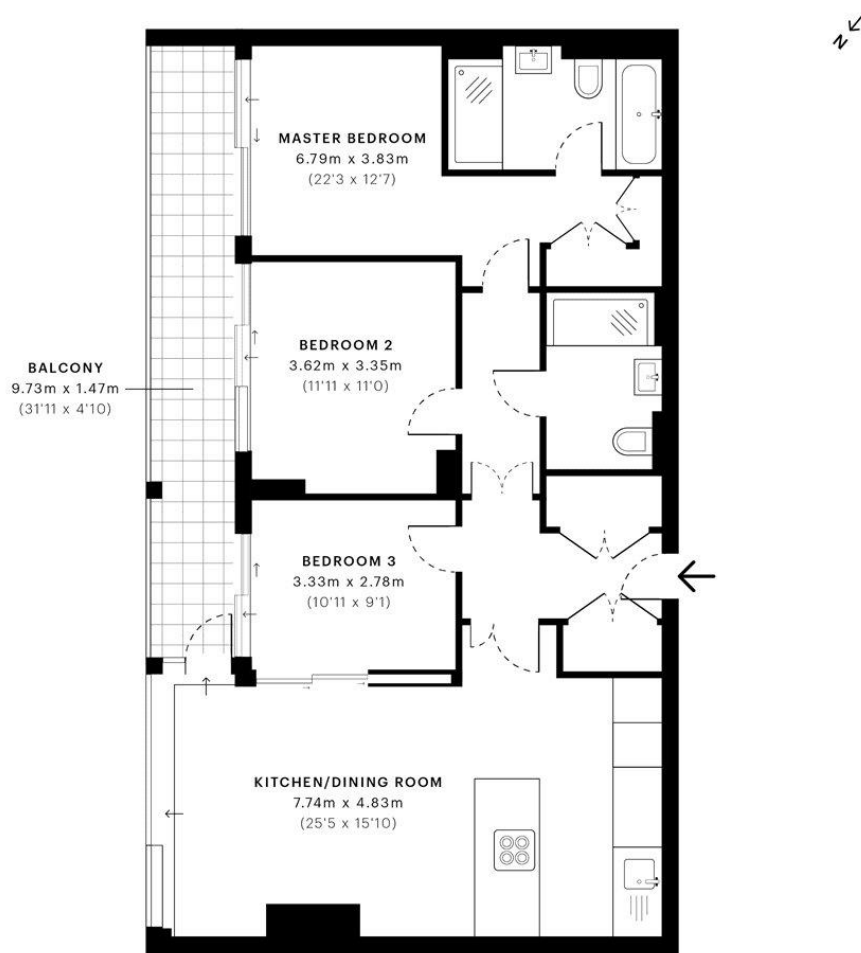 N
MASTER BEDROOM
6.79m x 3.83m
(22'3 x 12'7)
BEDROOM 2
3.62m x 3.35m
(11'11 x 11'0)
BALCONY
9.73m x 1.47m
(31'11 x 4'10)
BEDROOM 3
3.33m x 2.78m
(10'11 x 9'1)
KITCHEN/DINING ROOM
7.74m x 4.83m
(25'5 x 15'10)